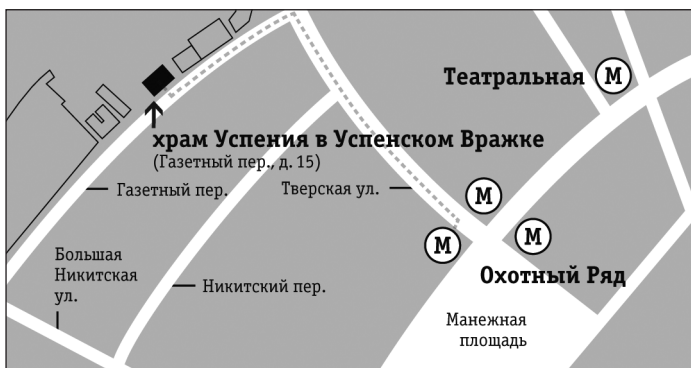 Театральная М
храм Успения в Успенском Вражке
(Газетный пер., д. 15)
Газетный пер.
Тверская ул.
М
М
М
Охотный Ряд
Большая
Никитская
ул.
Никитский пер.
Манежная
площадь